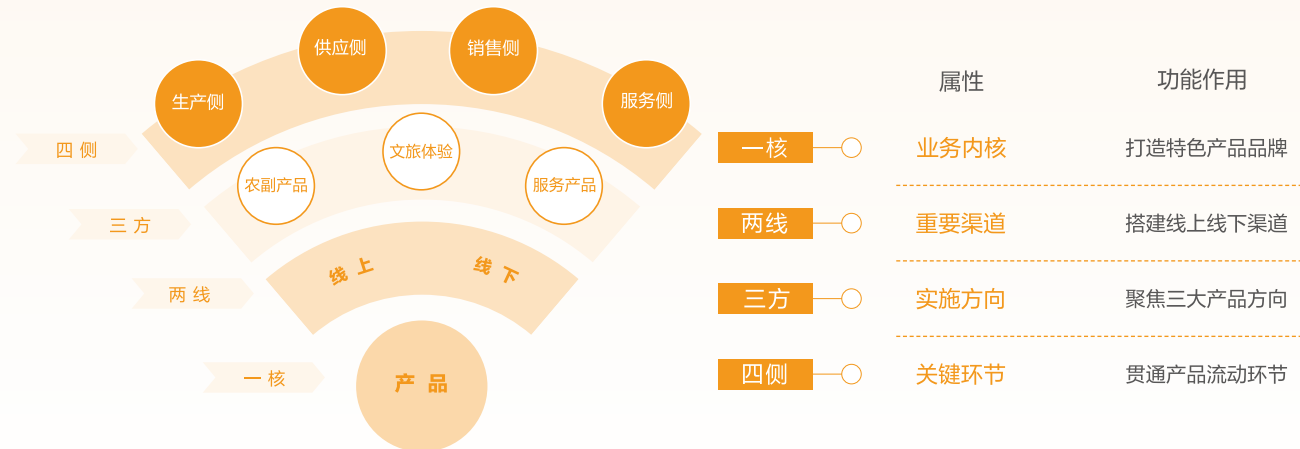 供应侧
销售侧
生产侧
服务侧
四侧
文旅体验
农副产品
服务产品
三方
线上
线下
两线
一核
产品
属性
功能作用
一核
业务内核
打造特色产品品牌
两线
重要渠道
搭建线上线下渠道
三方
实施方向
聚焦三大产品方向
四侧
关键环节
贯通产品流动环节